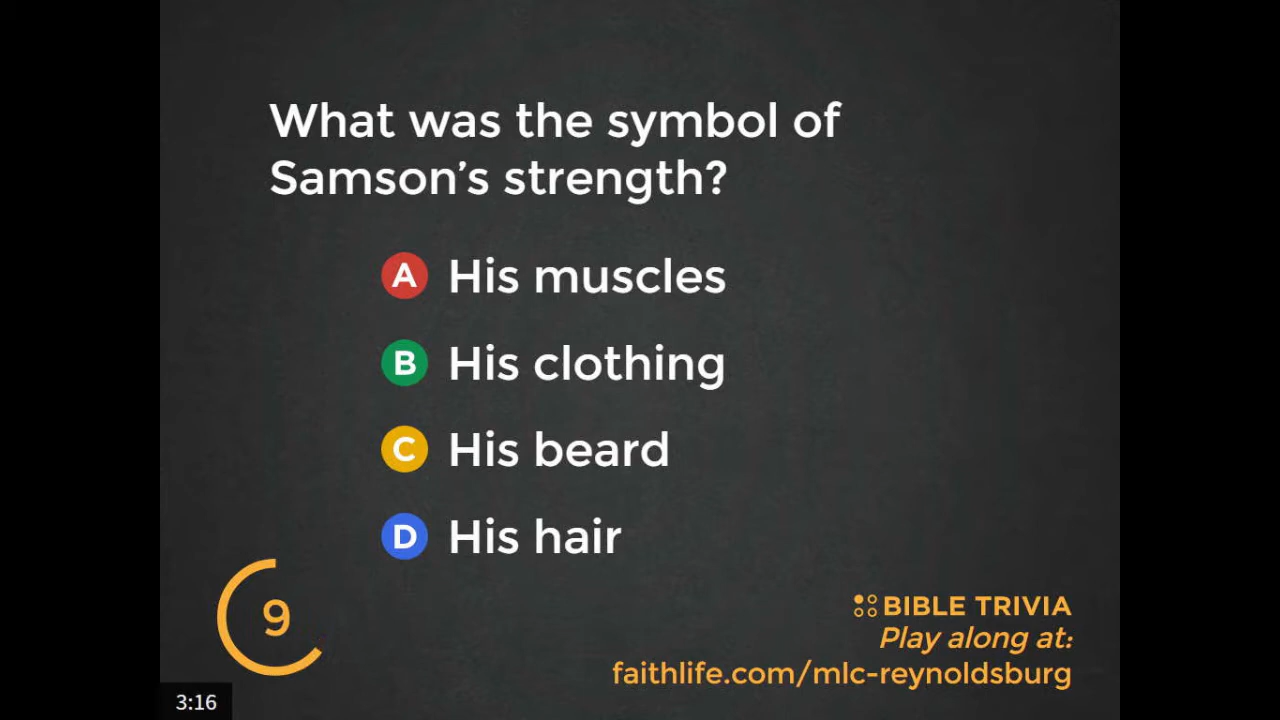 What was the symbol of
Samson’s strength?
A His muscles
B His clothing
C His beard
D His hair
9
BIBLE TRIVIA
Play along at:
faithlife.com/mlc-reynoldsburg
3:16